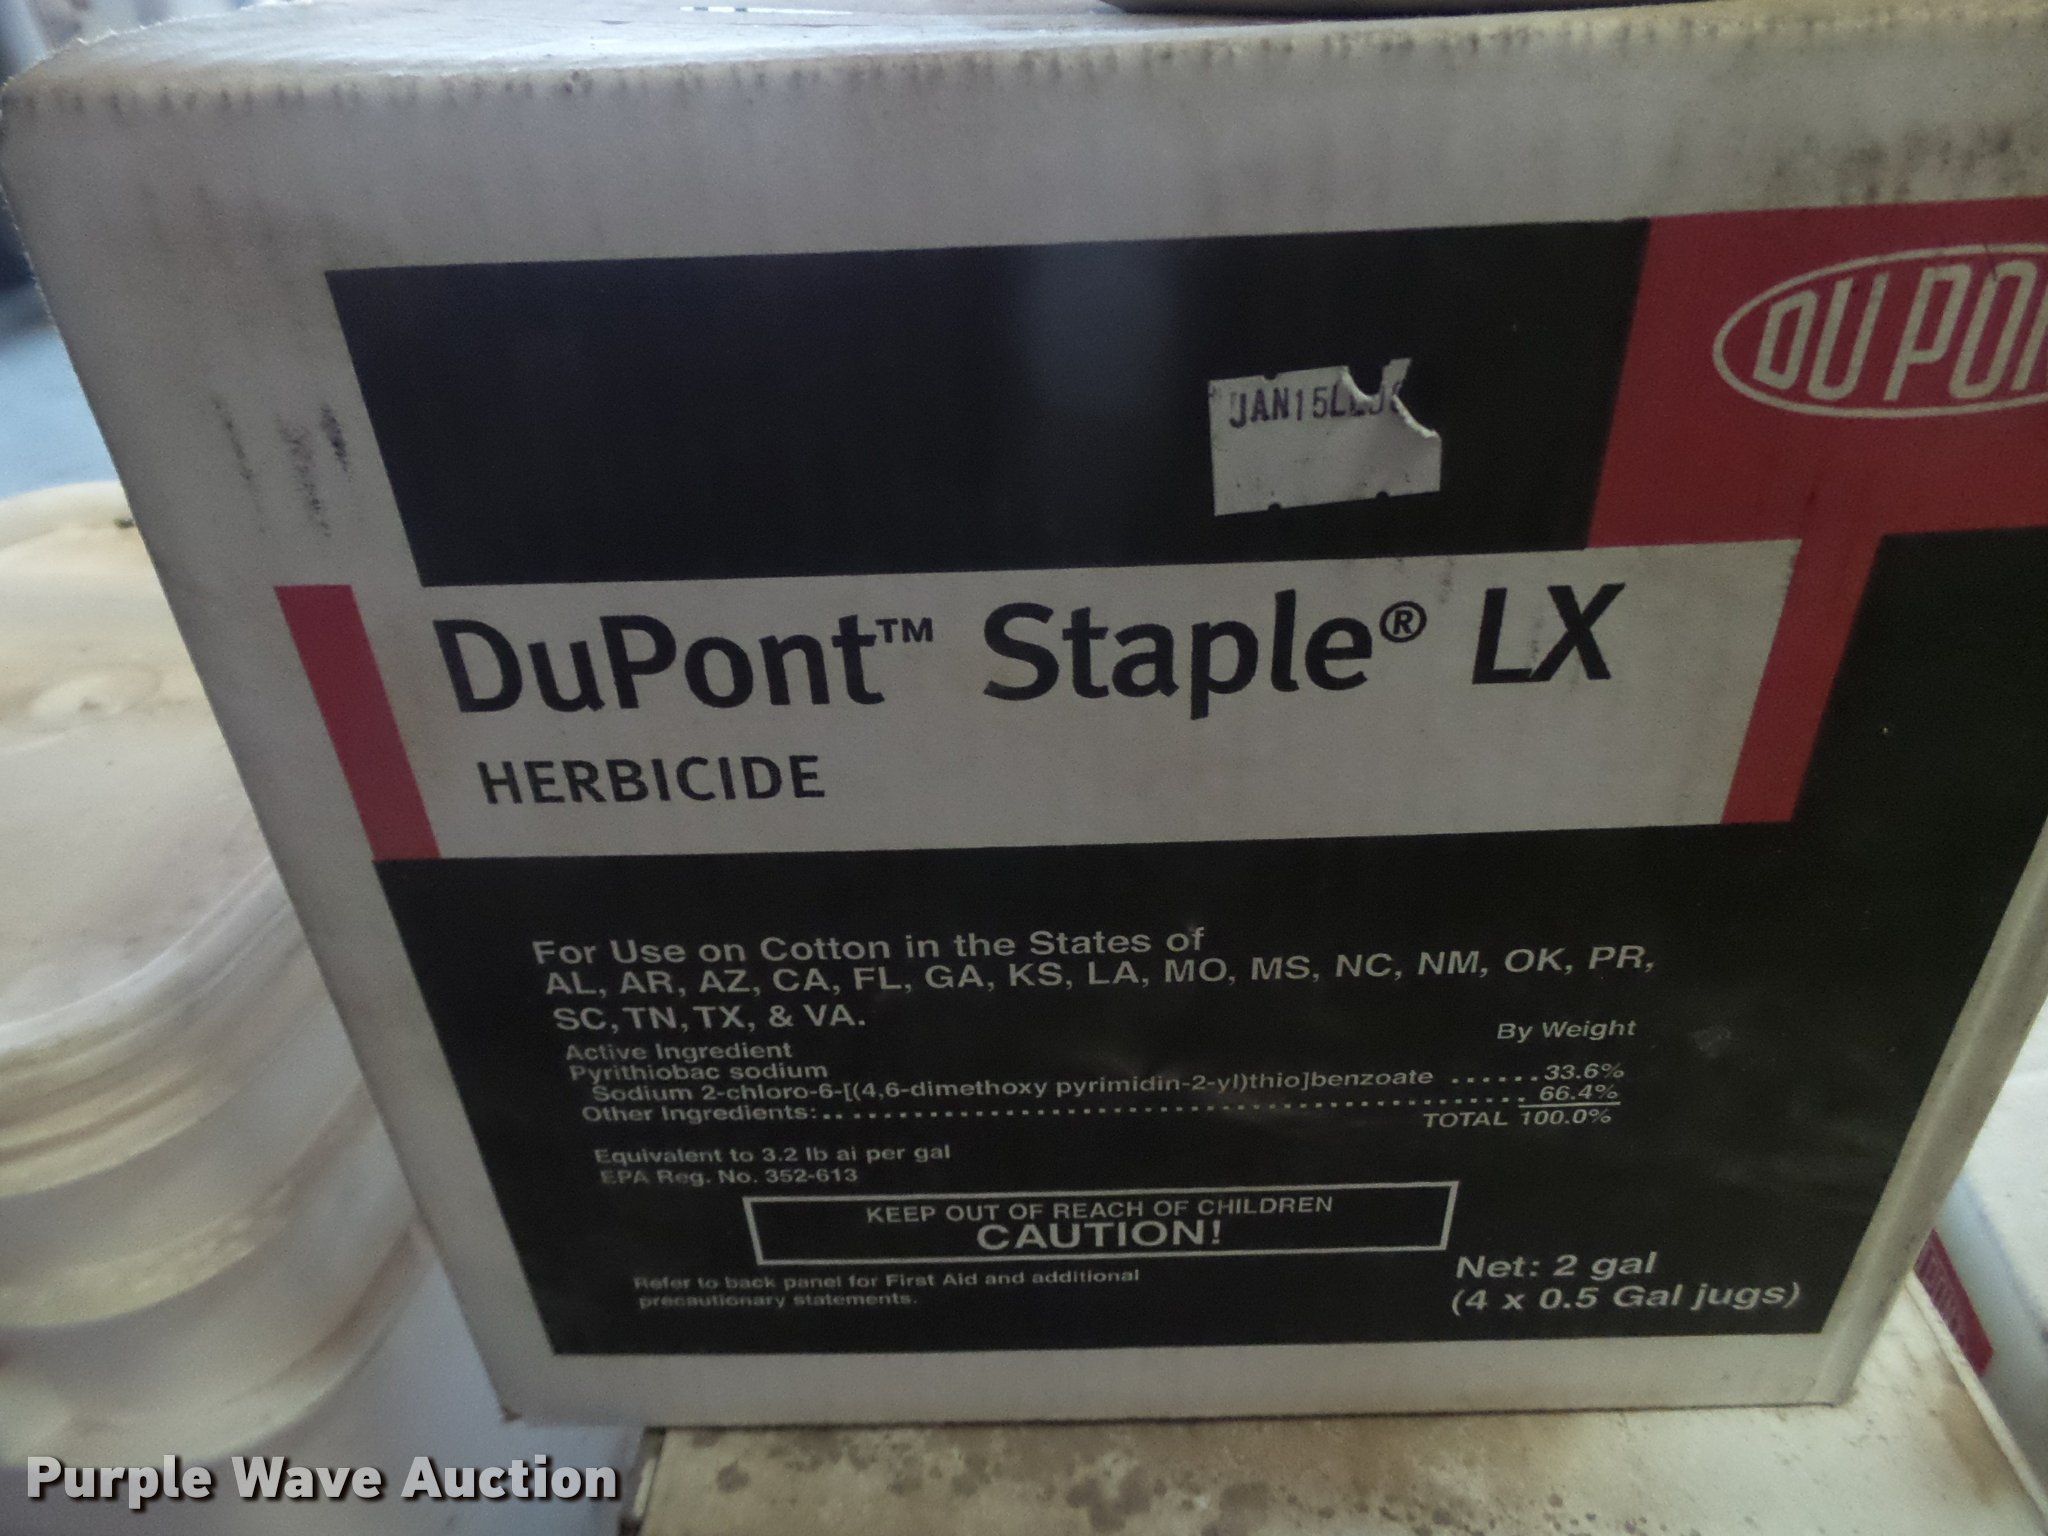 DU PON
JAN15L
DuPont™ Staple® LX
HERBICIDE
For Use on Cotton in the States of
AL, AR, AZ, CA, FL, GA, KS, LA, MO, MS, NC, NM, OK, PR,
SC, TN, TX, & VA.
By Weight
Active Ingredient
Pyrithiobac sodium
Sodium 2-chloro-6-[(4,6-dimethoxy pyrimidin-2-yl)thio]benzoate ......33.6%
Other Ingredients:.......................................................66.4%
TOTAL 100.0%
Equivalent to 3.2 lb ai per gal
EPA Reg. No. 352-613
KEEP OUT OF REACH OF CHILDREN
CAUTION!
Refer to back panel for First Aid and additional
precautionary statements.
Net: 2 gal
(4 x 0.5 Gal jugs)
Purple Wave Auction